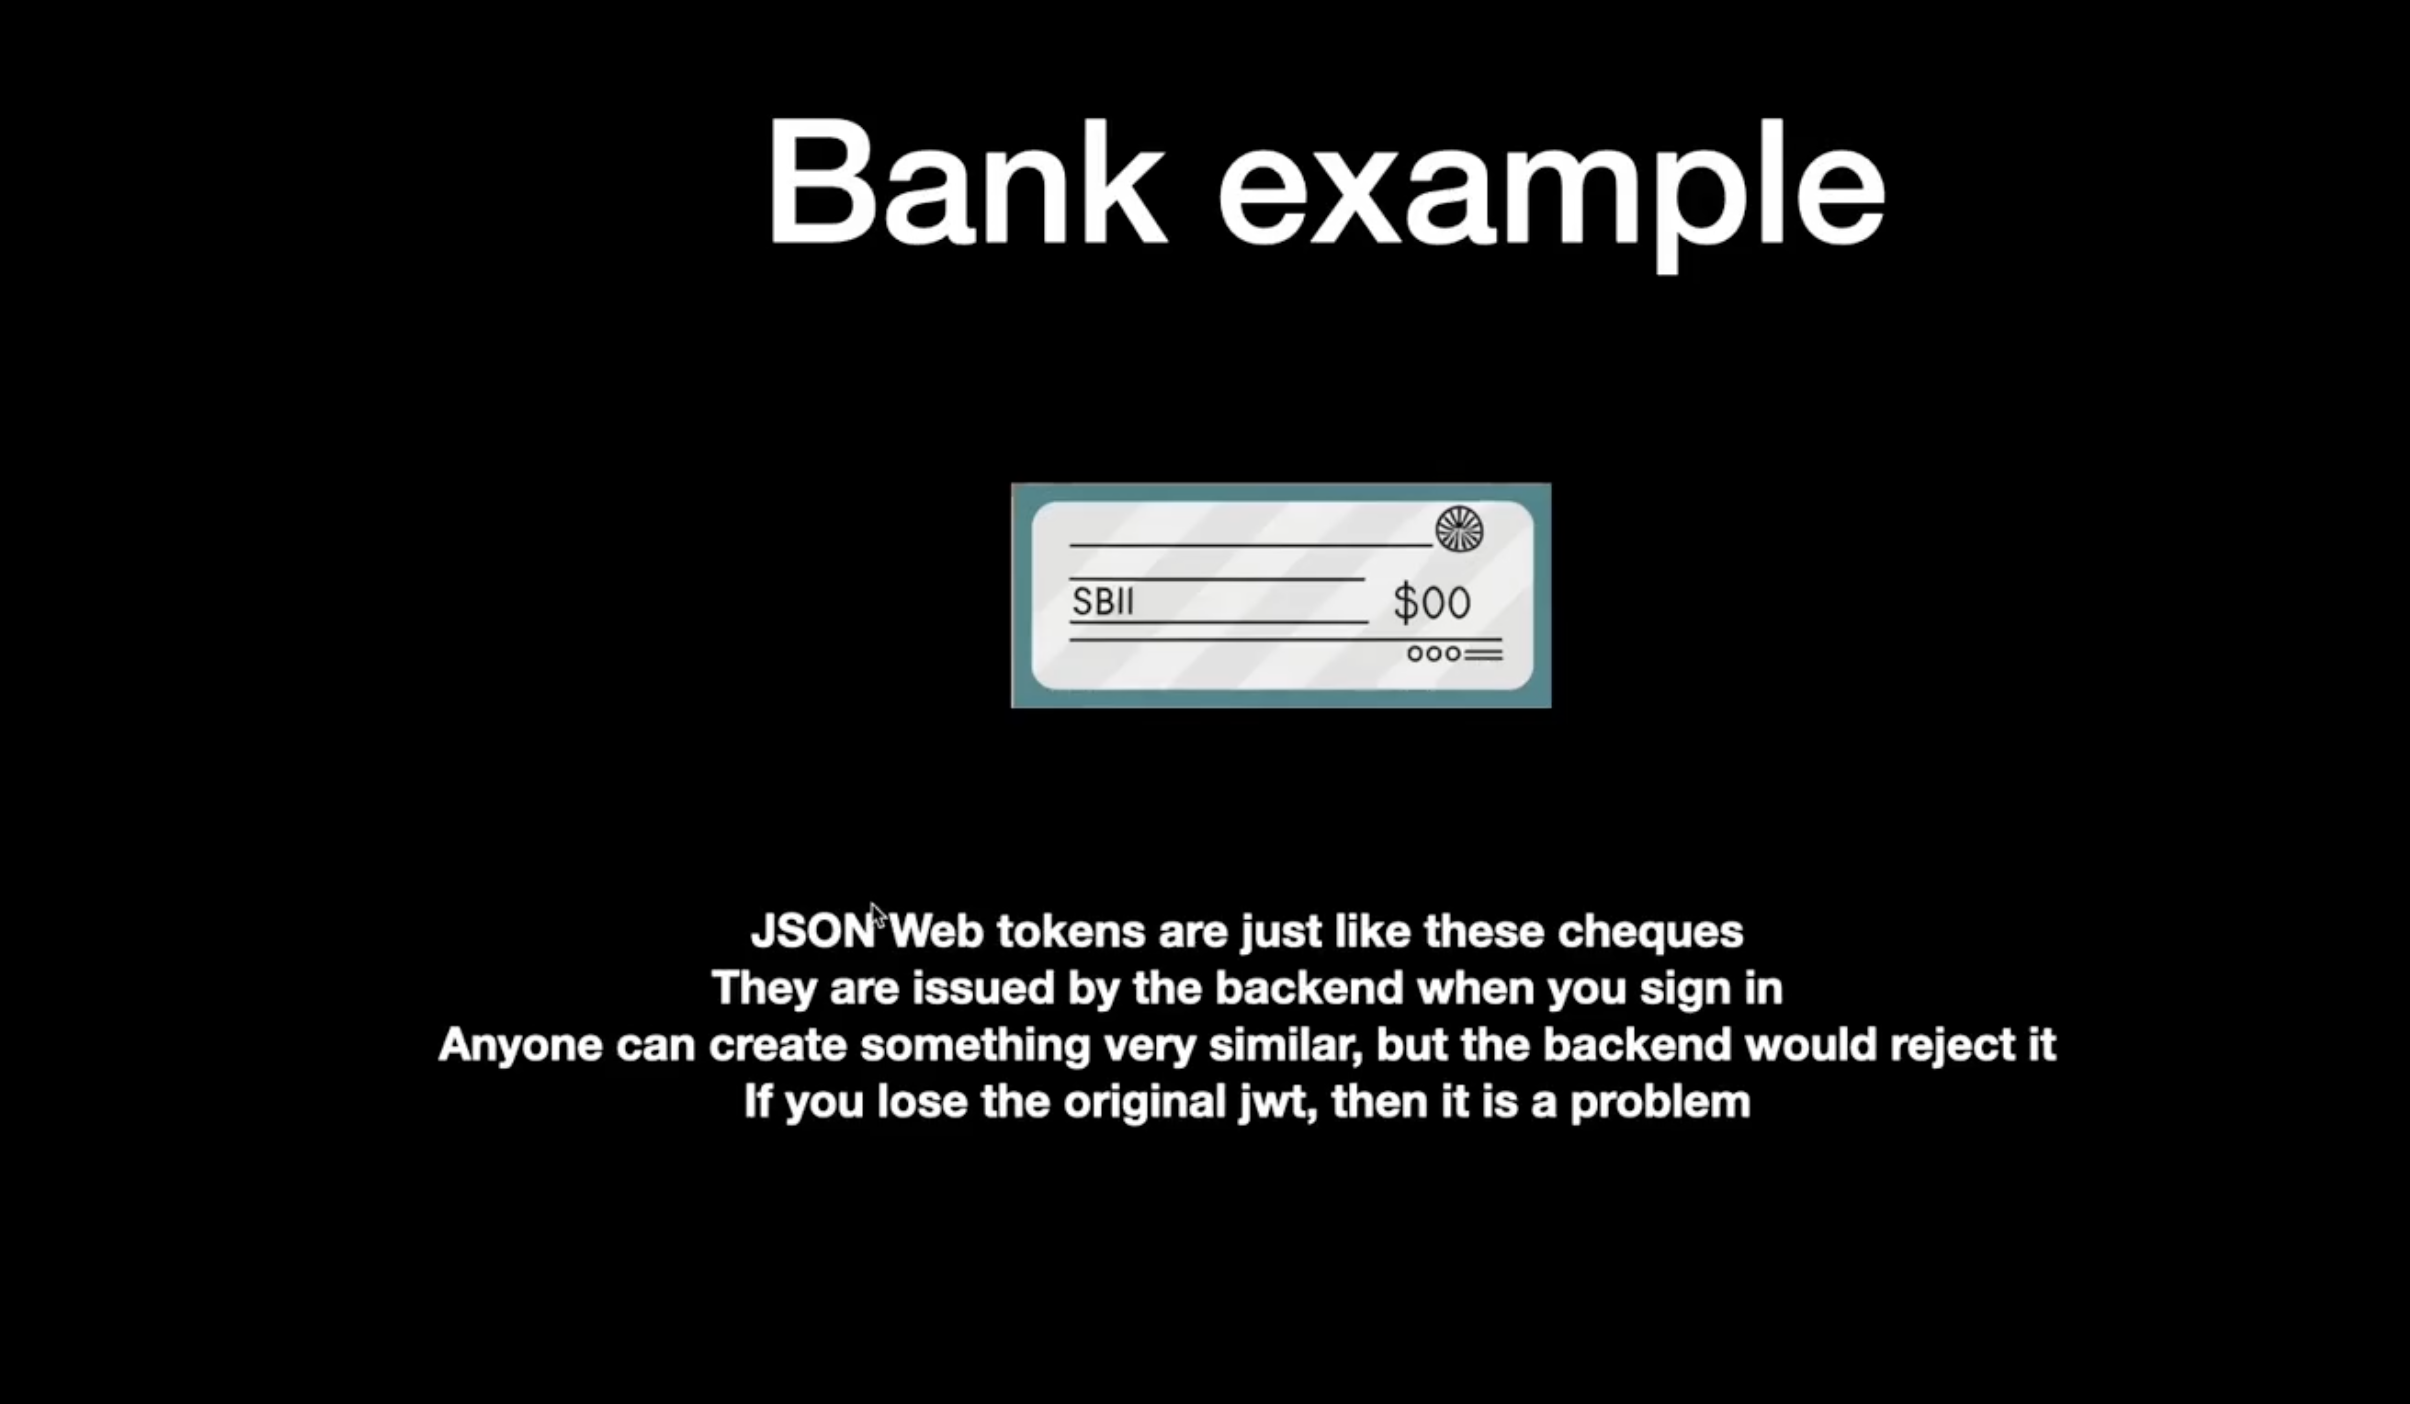 Bank example
SBII
$00
JSON Web tokens are just like these cheques
They are issued by the backend when you sign in
Anyone can create something very similar, but the backend would reject it
If you lose the original jwt, then it is a problem